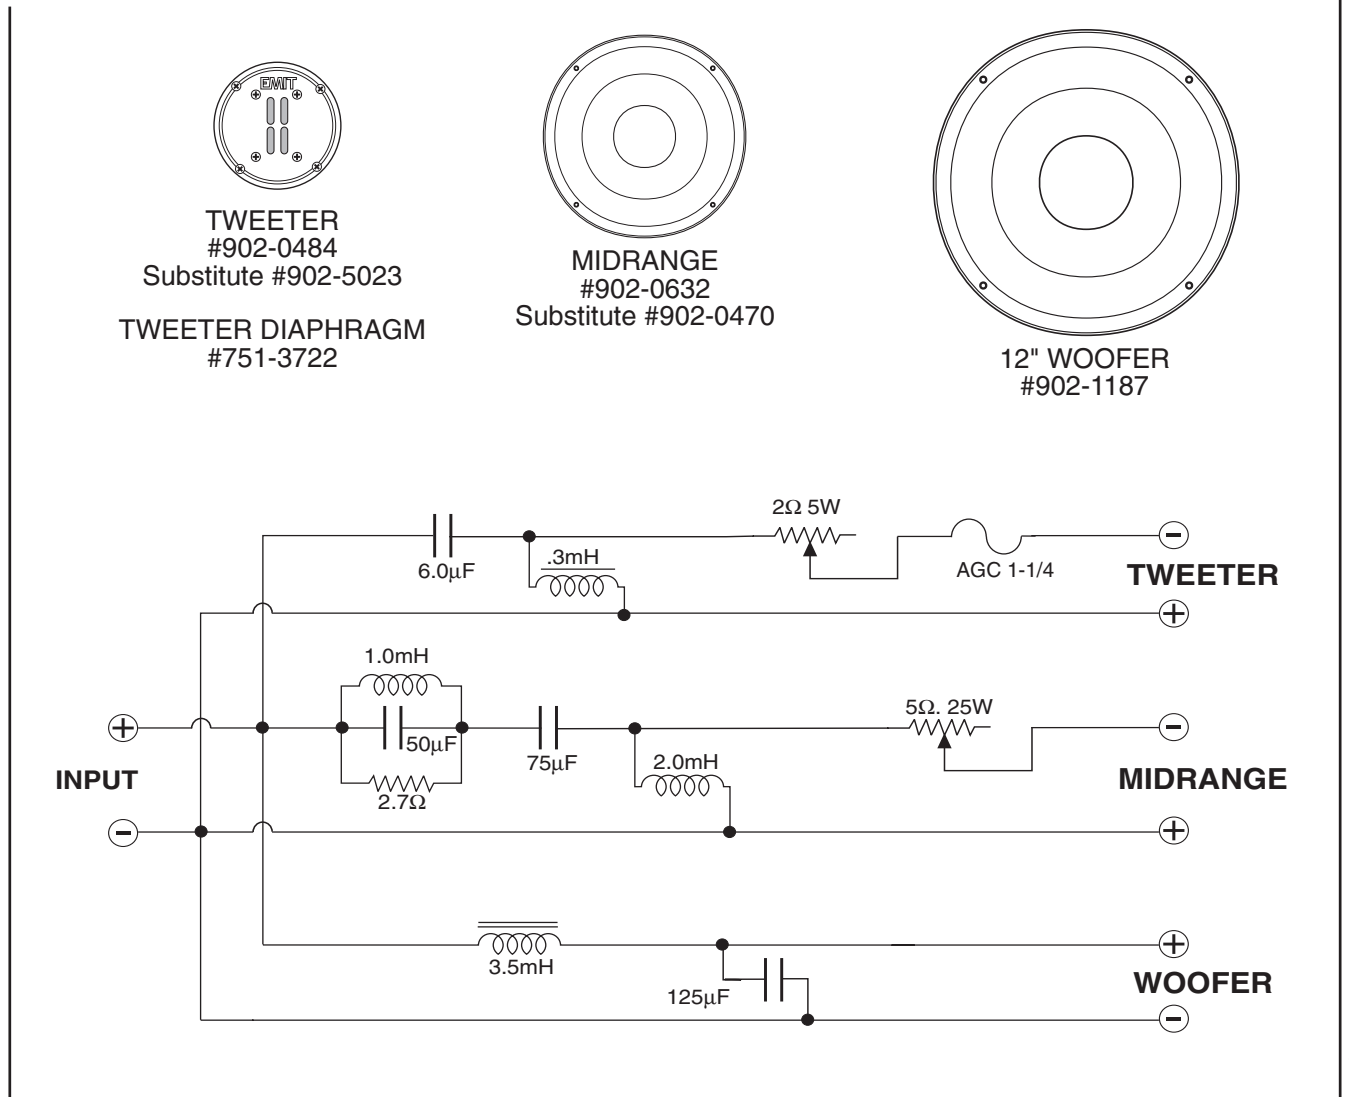 EMIT
TWEETER
#902-0484
Substitute #902-5023
TWEETER DIAPHRAGM
#751-3722
MIDRANGE
#902-0632
Substitute #902-0470
12" WOOFER
#902-1187
2Ω 5W
6.0µF
.3mH
AGC 1-1/4
−
TWEETER
+
1.0mH
50µF
2.7Ω
75µF
2.0mH
5Ω. 25W
+
INPUT
−
−
MIDRANGE
+
3.5mH
125µF
+
WOOFER
−